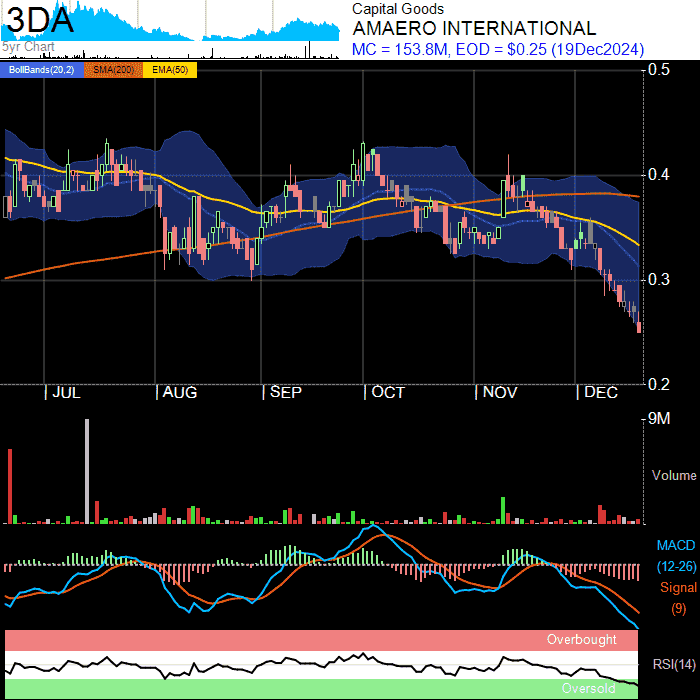 3DA
5yr Chart
Capital Goods
AMAERO INTERNATIONAL
MC = 153.8M, EOD = $0.25 (19Dec2024)
BollBands(20,2) SMA(200) EMA(50)
0.5
0.4
0.3
0.2
JUL AUG SEP OCT NOV DEC
9M
Volume
MACD
(12-26)
Signal
(9)
Overbought
RSI(14)
Oversold